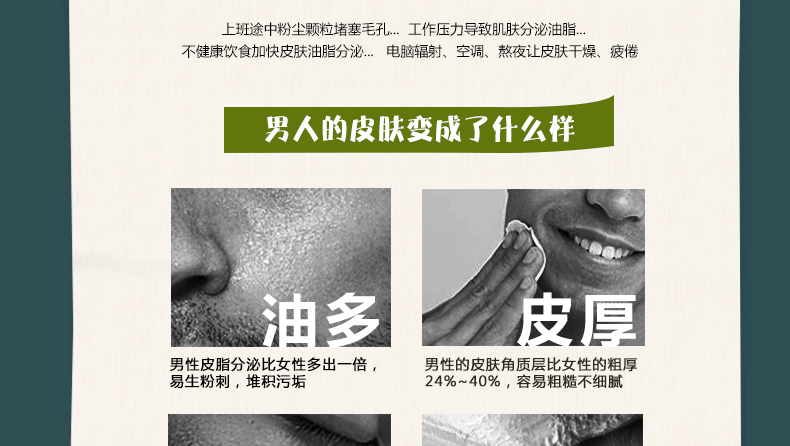 上班途中粉尘颗粒堵塞毛孔... 工作压力导致肌肤分泌油脂...
不健康饮食加快皮肤油脂分泌... 电脑辐射、空调、熬夜让皮肤干燥、疲倦
男人的皮肤变成了什么样
油多
皮厚
男性皮脂分泌比女性多出一倍，
易生粉刺，堆积污垢
男性的皮肤角质层比女性的粗厚
24%~40%，容易粗糙不细腻